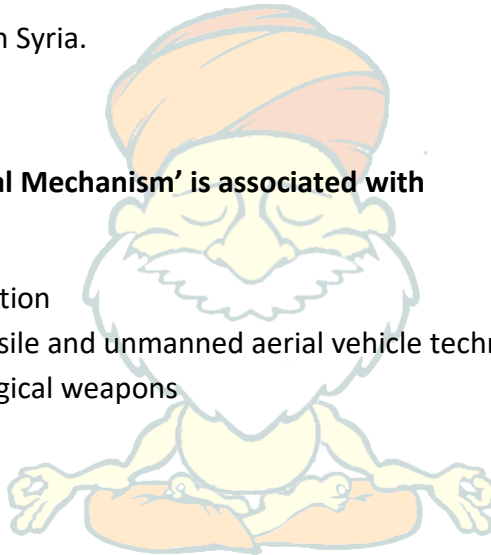 n Syria.
al Mechanism’ is associated with
tion
sile and unmanned aerial vehicle techn
gical weapons